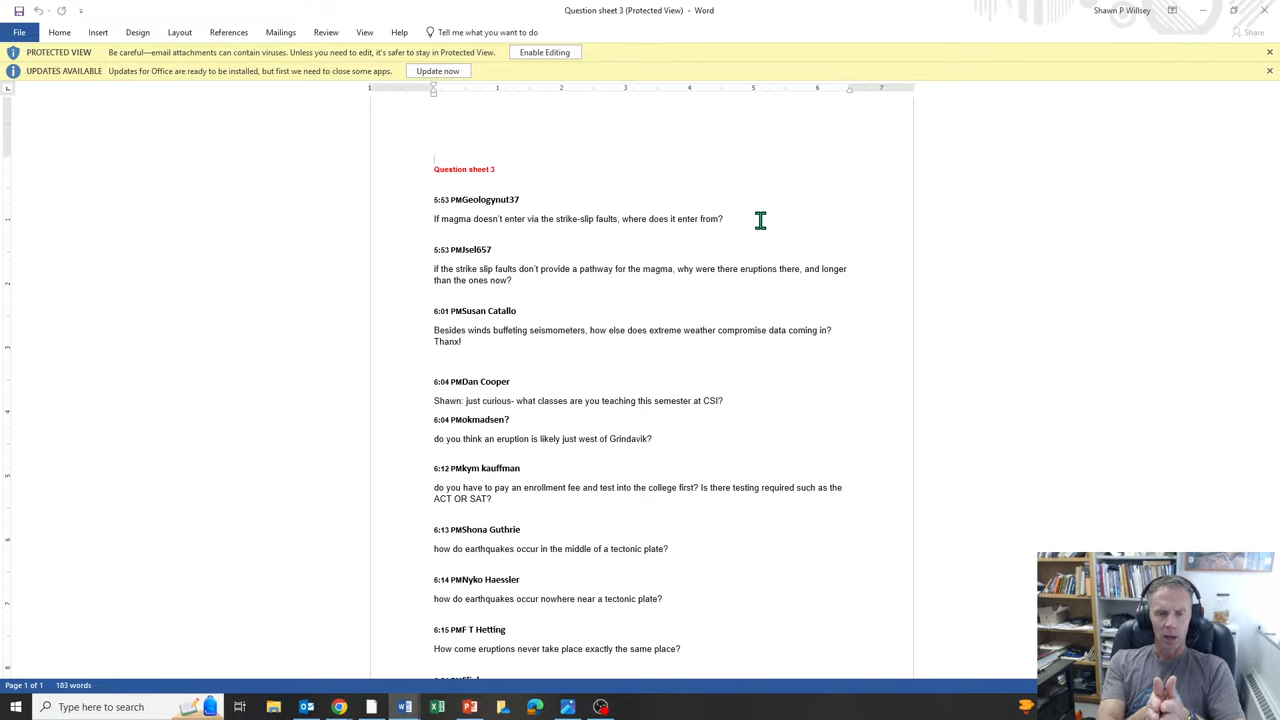 Question sheet 3 (Protected View) - Word
Shawn P Willsey
File Home Insert Design Layout References Mailings Review View Help Tell me what you want to do Share
PROTECTED VIEW Be careful—email attachments can contain viruses. Unless you need to edit, it's safer to stay in Protected View. Enable Editing
UPDATES AVAILABLE Updates for Office are ready to be installed, but first we need to close some apps. Update now
1 1 2 3 4 5 6 7
Question sheet 3
5:53 PMGeologynut37
If magma doesn't enter via the strike-slip faults, where does it enter from?
5:53 PMJsel657
if the strike slip faults don't provide a pathway for the magma, why were there eruptions there, and longer
than the ones now?
6:01 PMSusan Catallo
Besides winds buffeting seismometers, how else does extreme weather compromise data coming in?
Thanx!
6:04 PMDan Cooper
Shawn: just curious- what classes are you teaching this semester at CSI?
6:04 PMokmadsen?
do you think an eruption is likely just west of Grindavik?
6:12 PMkym kauffman
do you have to pay an enrollment fee and test into the college first? Is there testing required such as the
ACT OR SAT?
6:13 PMShona Guthrie
how do earthquakes occur in the middle of a tectonic plate?
6:14 PMNyko Haessler
how do earthquakes occur nowhere near a tectonic plate?
6:15 PMF T Hetting
How come eruptions never take place exactly the same place?
Page 1 of 1 183 words
Type here to search